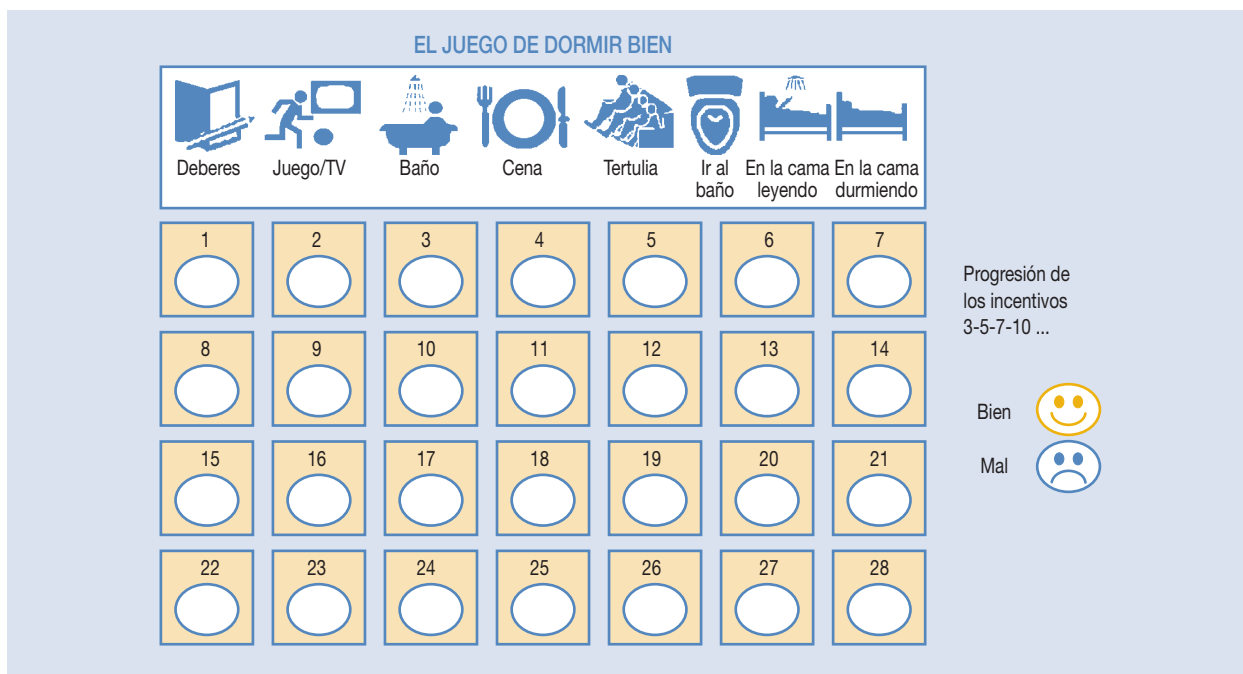 EL JUEGO DE DORMIR BIEN
Deberes Juego/TV Baño Cena Tertulia Ir al baño En la cama leyendo En la cama durmiendo
1 2 3 4 5 6 7
Progresión de
los incentivos
3-5-7-10 ...
8 9 10 11 12 13 14
Bien
Mal
15 16 17 18 19 20 21
22 23 24 25 26 27 28